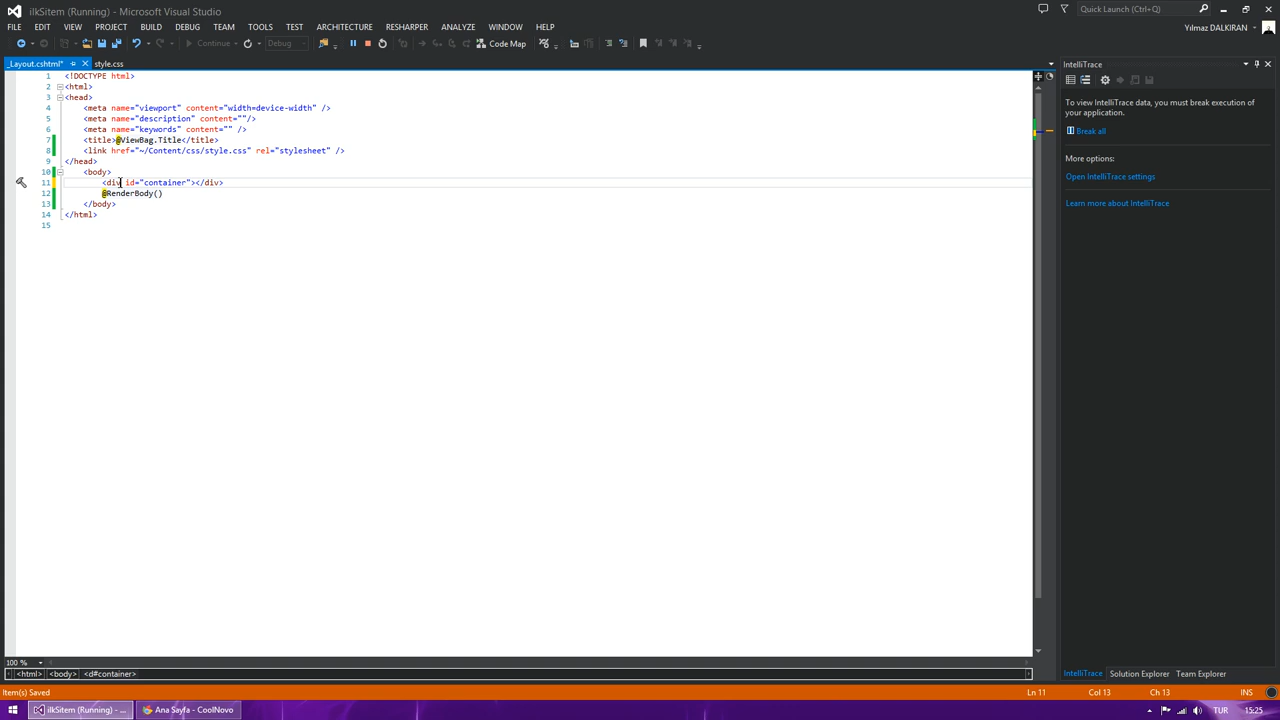 ilkSitem (Running) - Microsoft Visual Studio
Quick Launch (Ctrl+Q)
FILE EDIT VIEW PROJECT BUILD DEBUG TEAM TOOLS TEST ARCHITECTURE RESHARPER ANALYZE WINDOW HELP
Yılmaz DALKIRAN
Continue Debug Code Map
_Layout.cshtml* style.css
IntelliTrace
1 <!DOCTYPE html>
2 <html>
3 <head>
4 <meta name="viewport" content="width=device-width" />
5 <meta name="description" content=""/>
6 <meta name="keywords" content="" />
7 <title>@ViewBag.Title</title>
8 <link href="~/Content/css/style.css" rel="stylesheet" />
9 </head>
10 <body>
11 <div id="container"></div>
12 @RenderBody()
13 </body>
14 </html>
15
To view IntelliTrace data, you must break execution of
your application.
Break all
More options:
Open IntelliTrace settings
Learn more about IntelliTrace
100 %
<html> <body> <d#container>
IntelliTrace Solution Explorer Team Explorer
Item(s) Saved Ln 11 Col 13 Ch 13 INS
ilkSitem (Running) - ... Ana Sayfa - CoolNovo TUR 15:25